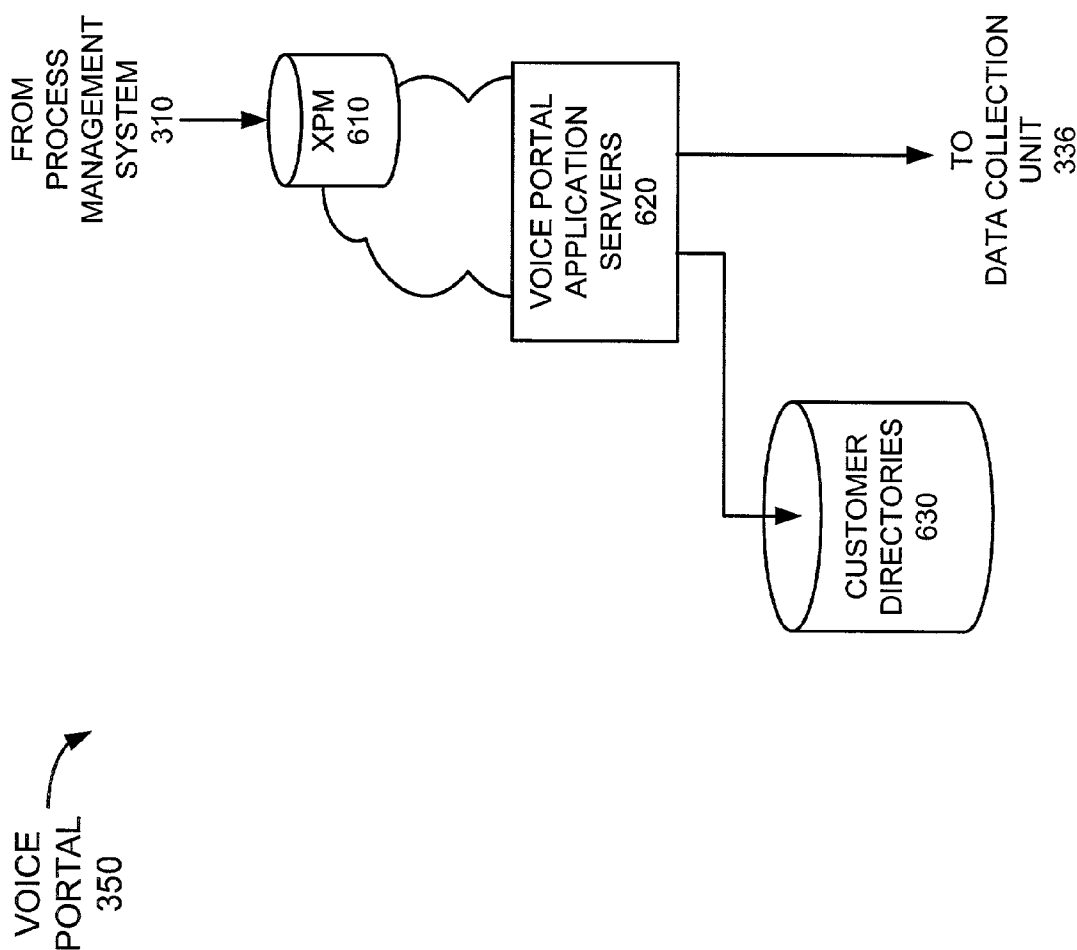 VOICE
PORTAL
350
FROM
PROCESS
MANAGEMENT
SYSTEM
310
XPM
610
VOICE PORTAL
APPLICATION
SERVERS
620
CUSTOMER
DIRECTORIES
630
TO
DATA COLLECTION
UNIT
336